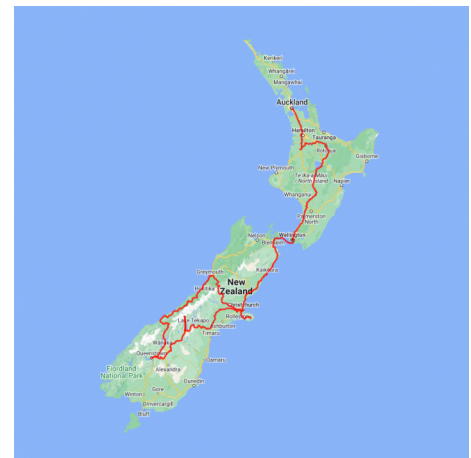 Kerikeri
Whangārei
Mangawhai
Auckland
Hamilton
Tauranga
Rotorua
Gisborne
New Plymouth
Te Ika-a-Māui
North Island
Napier
Whanganui
Palmerston
North
Nelson
Wellington
Blenheim
Kaikōura
Greymouth
New
Zealand
Hokitika
Christchurch
Rolleston
Lake Tekapo
Ashburton
Timaru
Wānaka
Oamaru
Queenstown
Fiordland
National Park
Alexandra
Dunedin
Gore
Winton
Invercargill
Bluff